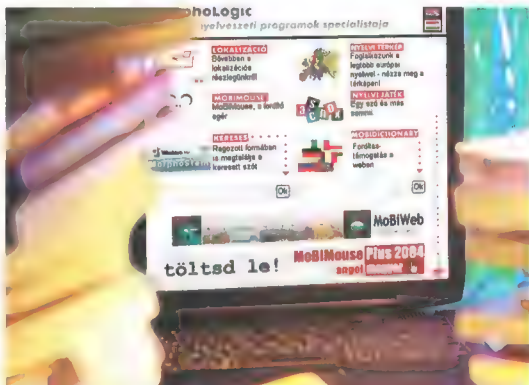 phoLogic
nyelvészeti programok specialistája
LOKALIZÁCIÓ
Bővebben a
lokalizációs
részlegünkről
NYELVI TÉRKÉP
Foglalkozunk a
legtöbb európai
nyelvvel - nézze meg a
térképen!
MOBIMOUSE
MoBiMouse, a fordító
egér
NYELVI JÁTÉK
Egy szó és más
semmi.
KERESÉS
Ragozott formában
is megtalálja a
keresett szót
MOBIDICTIONARY
Fordítás-
támogatás a
weben
Ok
Ok
MoBiWeb
töltsd le!
MoBiMouse Plus 2004
angol magyar